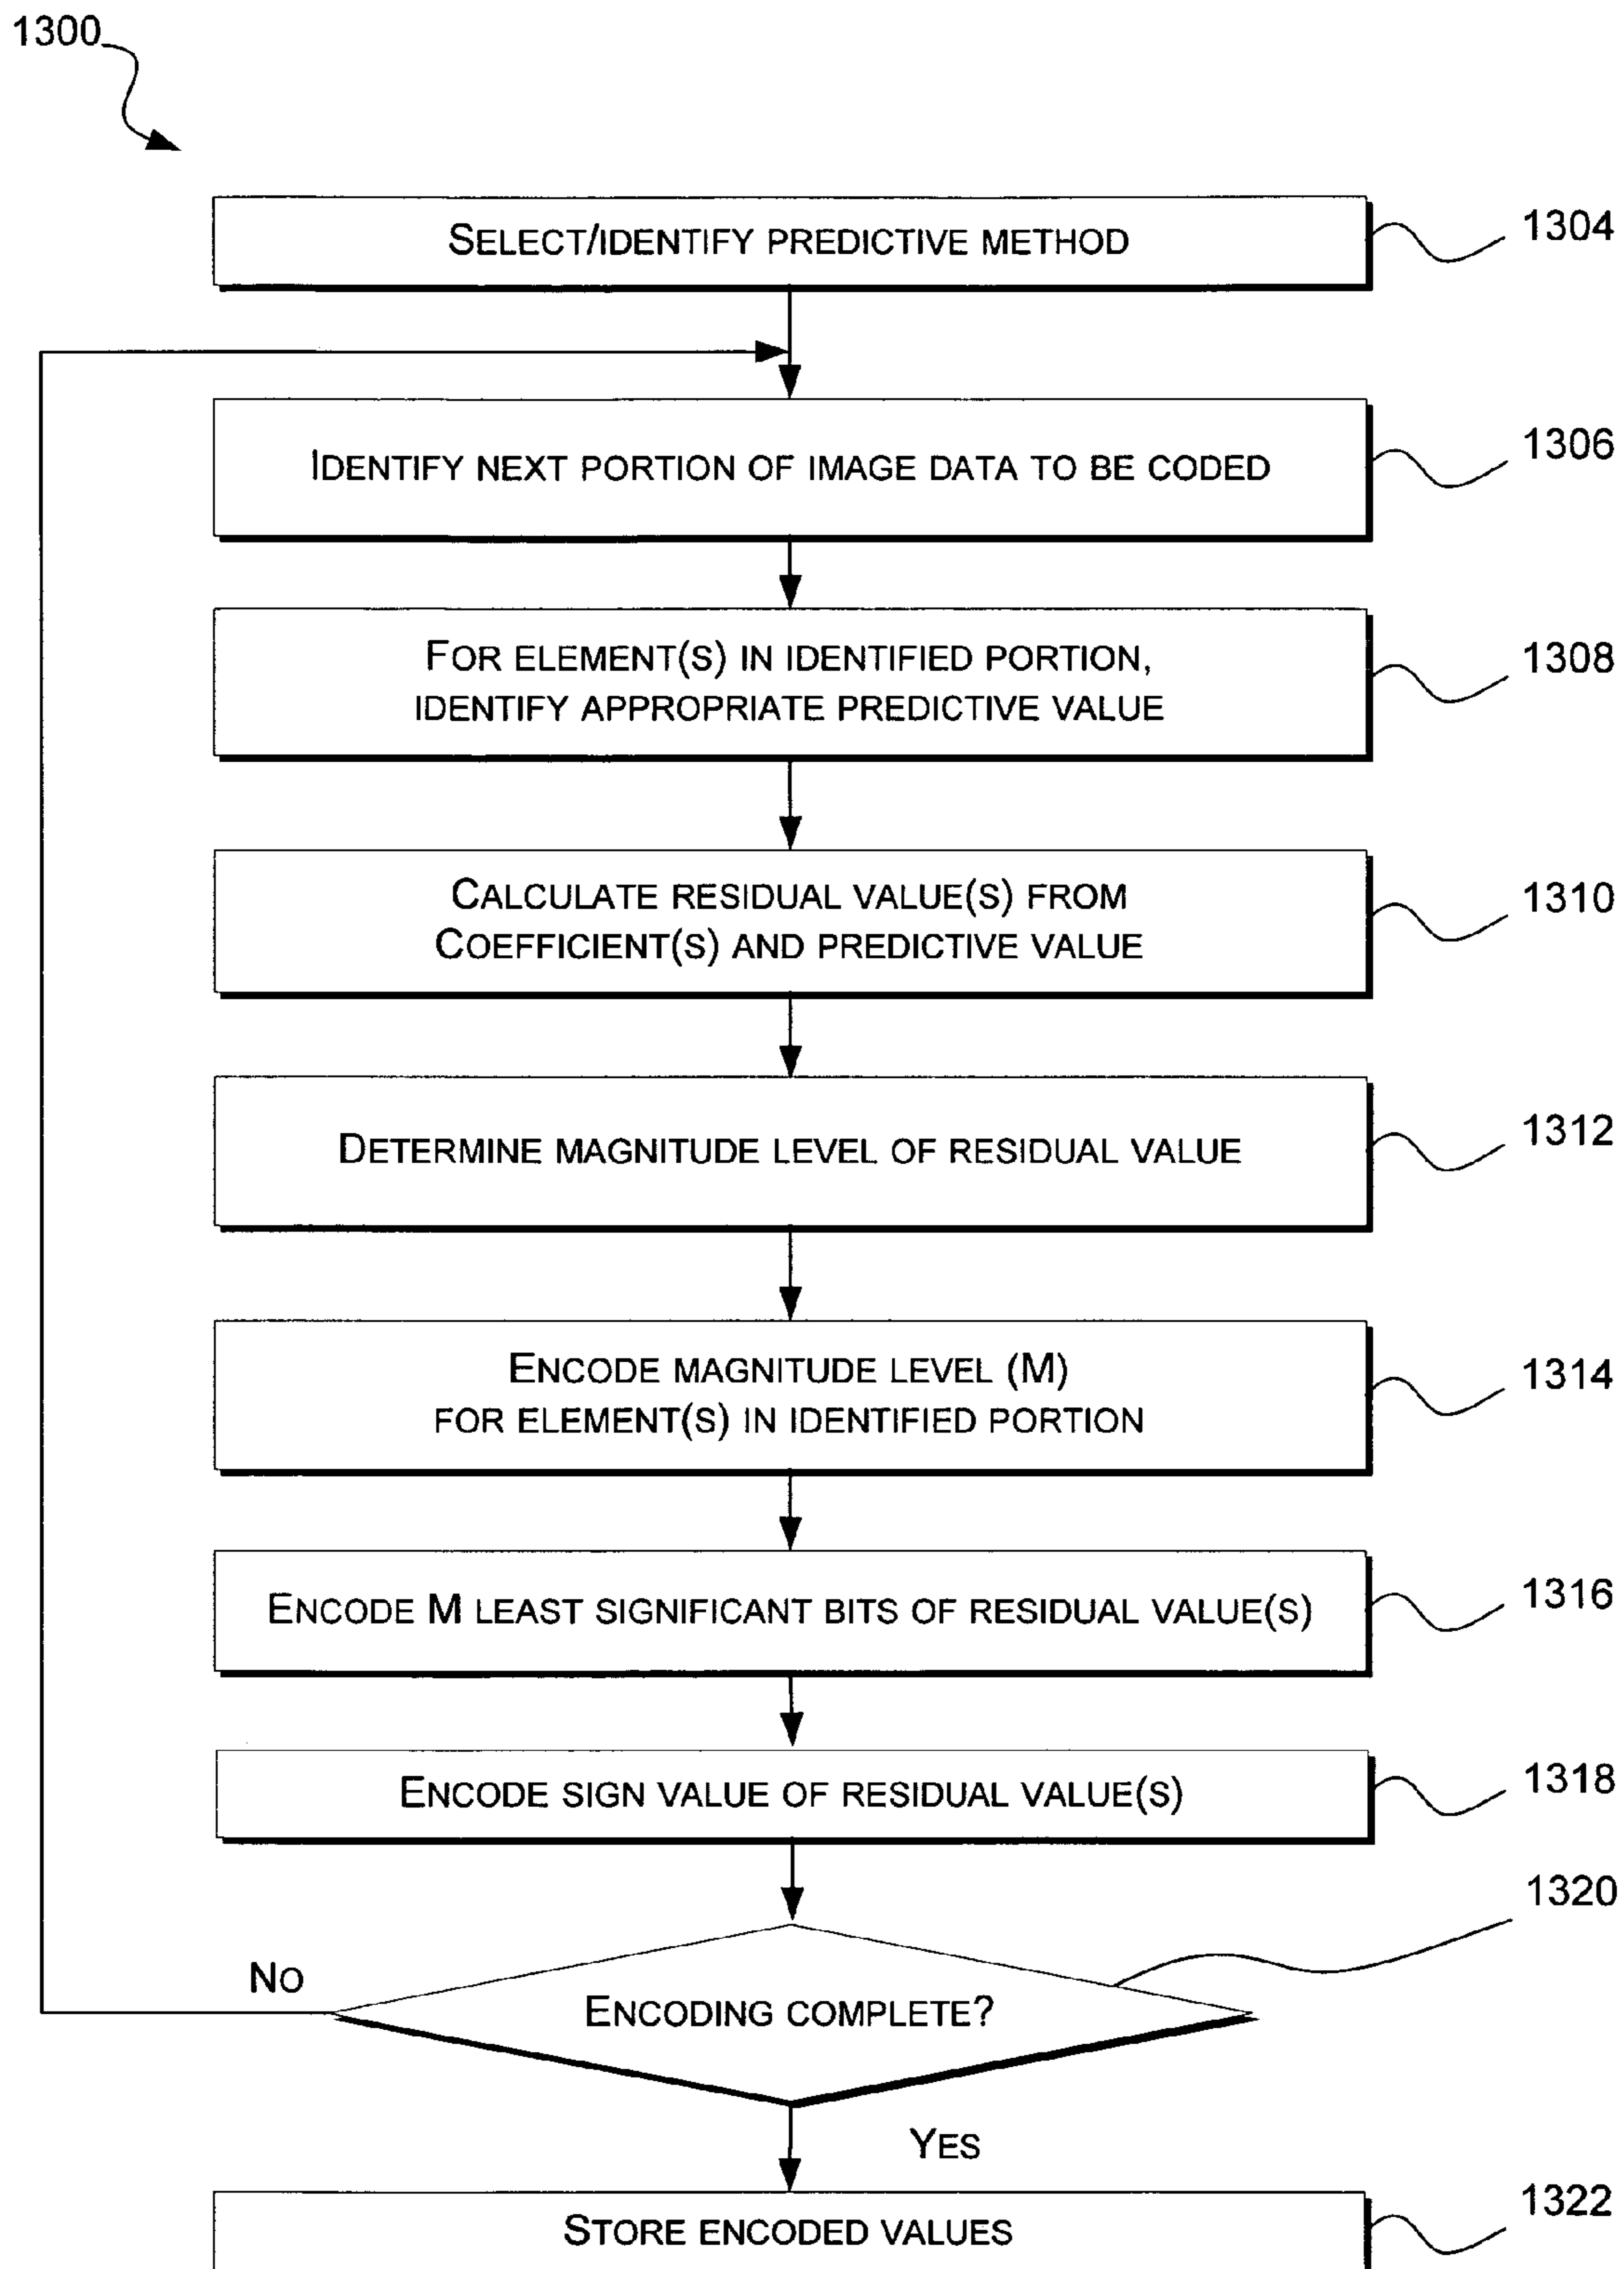 1300
SELECT/IDENTIFY PREDICTIVE METHOD
1304
IDENTIFY NEXT PORTION OF IMAGE DATA TO BE CODED
1306
FOR ELEMENT(S) IN IDENTIFIED PORTION,
IDENTIFY APPROPRIATE PREDICTIVE VALUE
1308
CALCULATE RESIDUAL VALUE(S) FROM
COEFFICIENT(S) AND PREDICTIVE VALUE
1310
DETERMINE MAGNITUDE LEVEL OF RESIDUAL VALUE
1312
ENCODE MAGNITUDE LEVEL (M)
FOR ELEMENT(S) IN IDENTIFIED PORTION
1314
ENCODE M LEAST SIGNIFICANT BITS OF RESIDUAL VALUE(S)
1316
ENCODE SIGN VALUE OF RESIDUAL VALUE(S)
1318
1320
NO
ENCODING COMPLETE?
YES
STORE ENCODED VALUES
1322